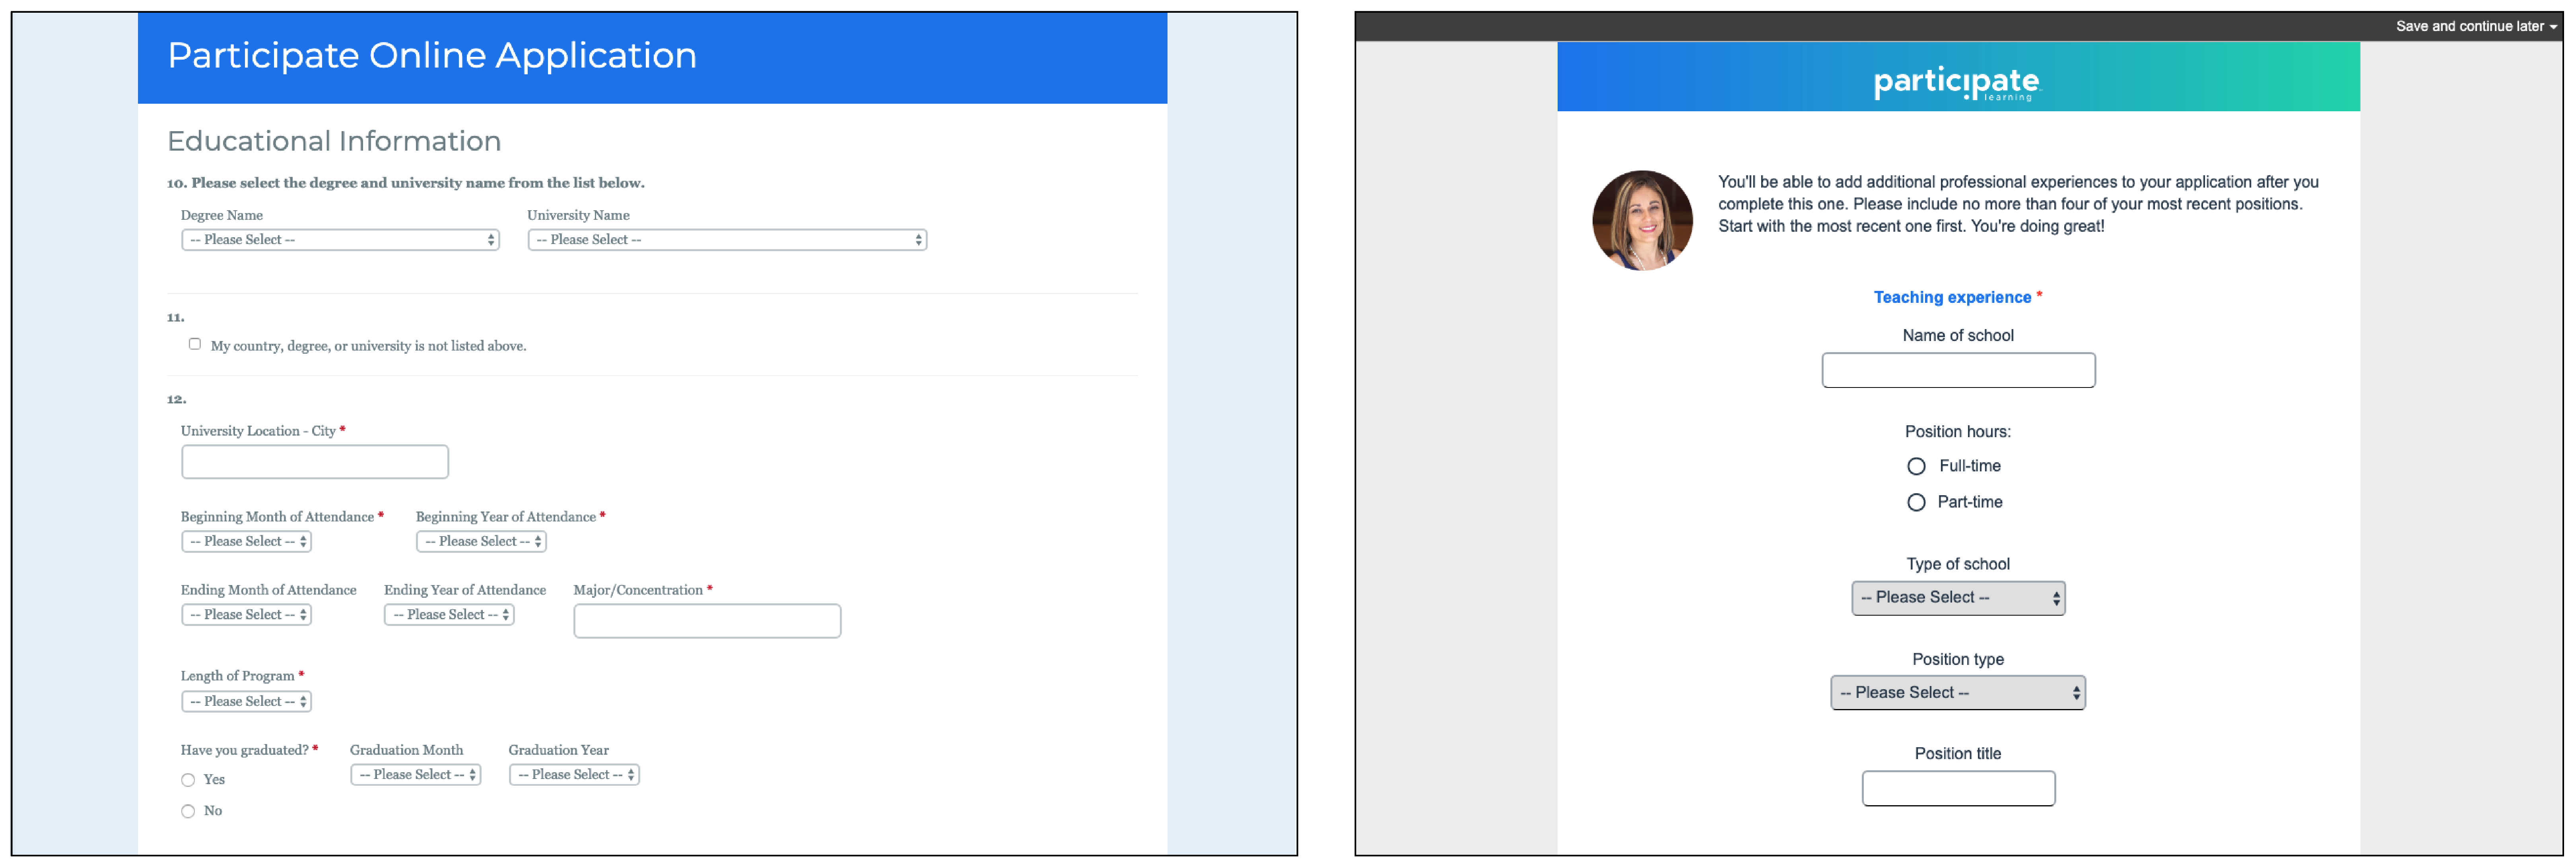 Participate Online Application
Educational Information
10. Please select the degree and university name from the list below.
Degree Name University Name
-- Please Select -- -- Please Select --
11.
My country, degree, or university is not listed above.
12.
University Location - City *
Beginning Month of Attendance * Beginning Year of Attendance *
-- Please Select -- -- Please Select --
Ending Month of Attendance Ending Year of Attendance Major/Concentration *
-- Please Select -- -- Please Select --
Length of Program *
-- Please Select --
Have you graduated? * Graduation Month Graduation Year
-- Please Select -- -- Please Select --
Yes
No
Save and continue later
participate
learning
You'll be able to add additional professional experiences to your application after you
complete this one. Please include no more than four of your most recent positions.
Start with the most recent one first. You're doing great!
Teaching experience *
Name of school
Position hours:
Full-time
Part-time
Type of school
-- Please Select --
Position type
-- Please Select --
Position title